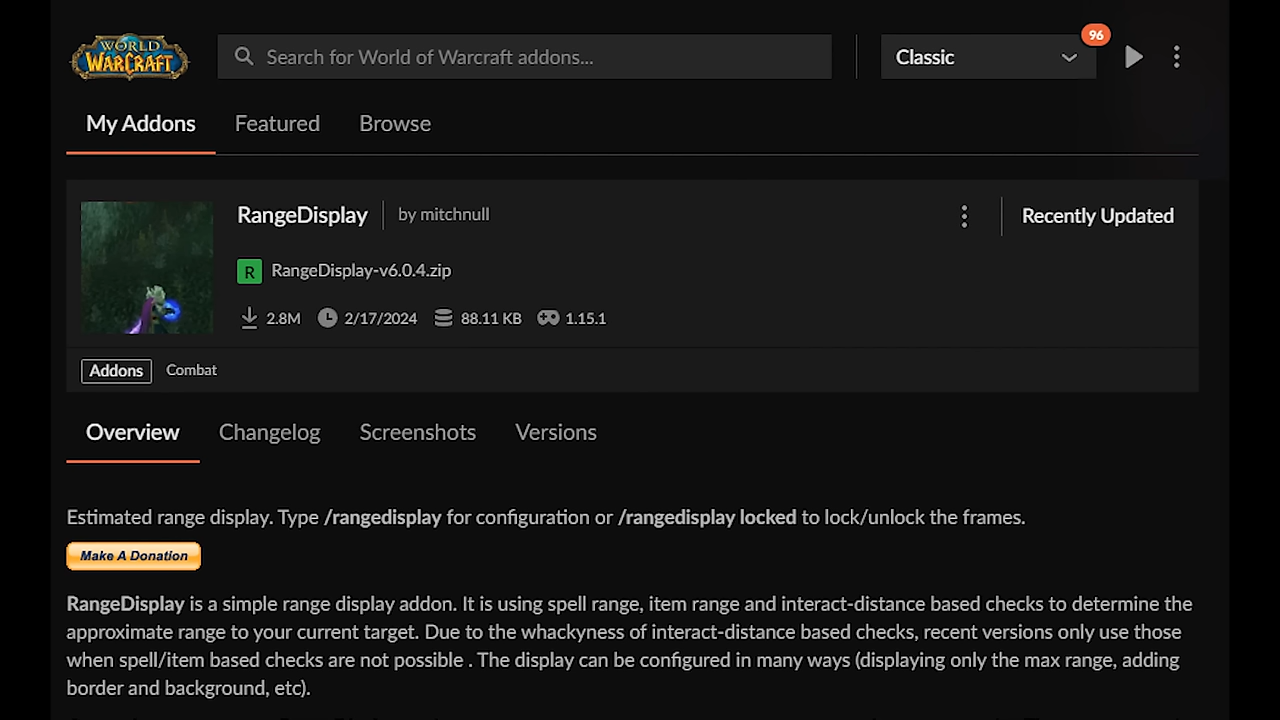 WORLD
WARCRAFT
Search for World of Warcraft addons...
Classic
96
My Addons
Featured
Browse
RangeDisplay
by mitchnull
Recently Updated
R
RangeDisplay-v6.0.4.zip
2.8M
2/17/2024
88.11 KB
1.15.1
Addons
Combat
Overview
Changelog
Screenshots
Versions
Estimated range display. Type /rangedisplay for configuration or /rangedisplay locked to lock/unlock the frames.
Make A Donation
RangeDisplay is a simple range display addon. It is using spell range, item range and interact-distance based checks to determine the
approximate range to your current target. Due to the whackyness of interact-distance based checks, recent versions only use those
when spell/item based checks are not possible . The display can be configured in many ways (displaying only the max range, adding
border and background, etc).